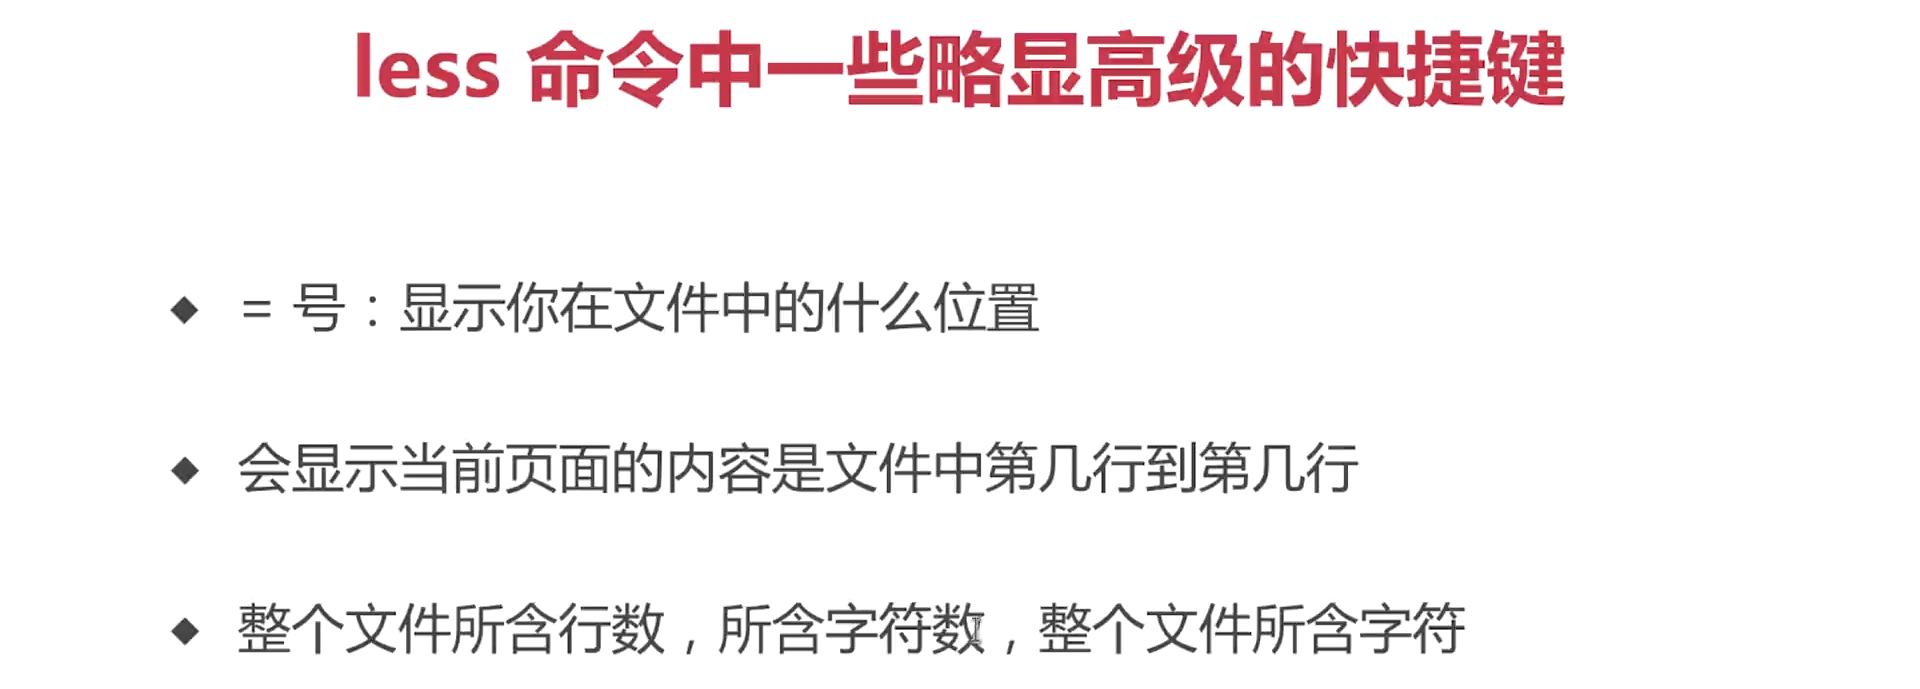 less 命令中一些略显高级的快捷键
◆ = 号：显示你在文件中的什么位置
◆ 会显示当前页面的内容是文件中第几行到第几行
◆ 整个文件所含行数，所含字符数，整个文件所含字符